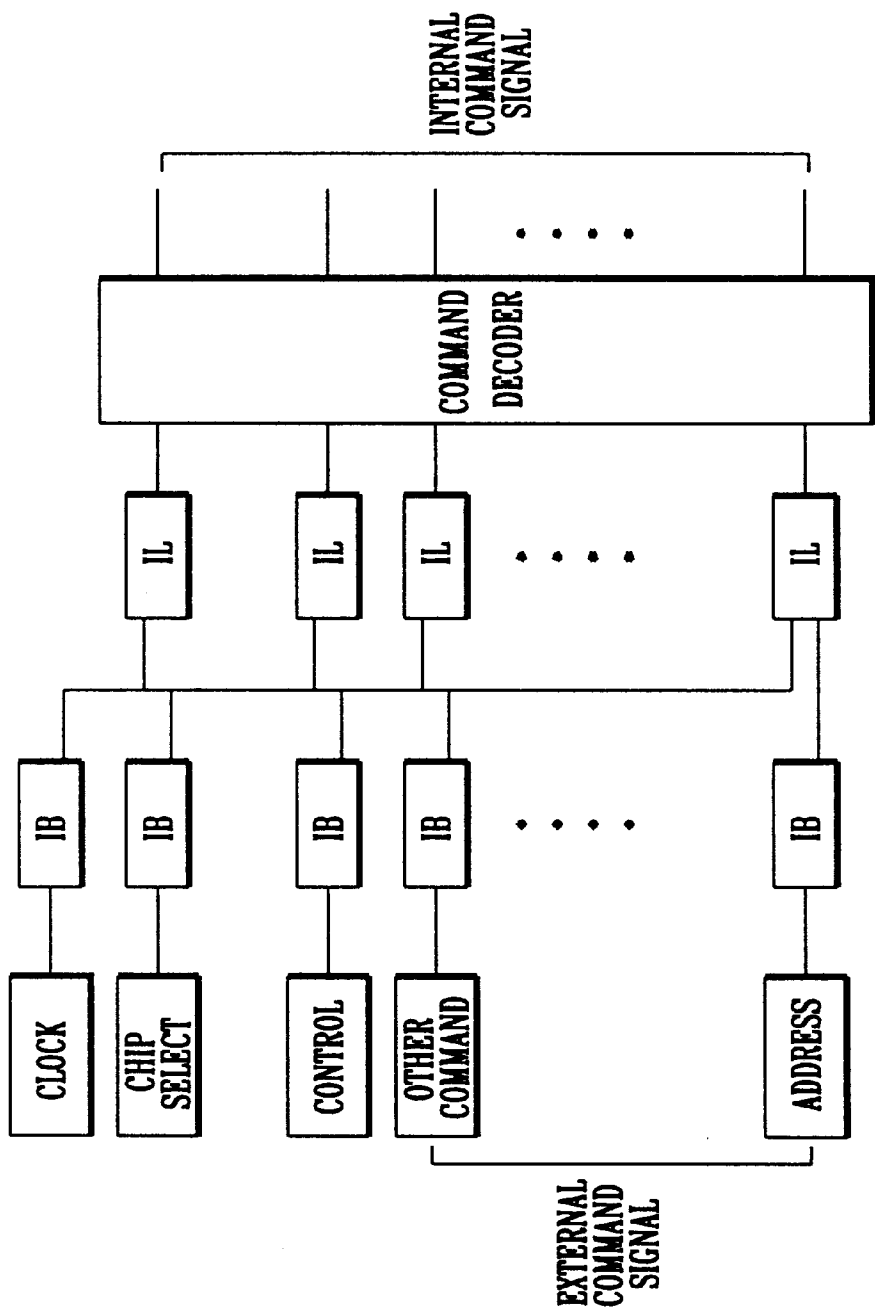 CLOCK
IB
CHIP
SELECT
IB
IL
CONTROL
IB
IL
OTHER
COMMAND
IB
IL
ADDRESS
IB
IL
COMMAND
DECODER
EXTERNAL
COMMAND
SIGNAL
INTERNAL
COMMAND
SIGNAL